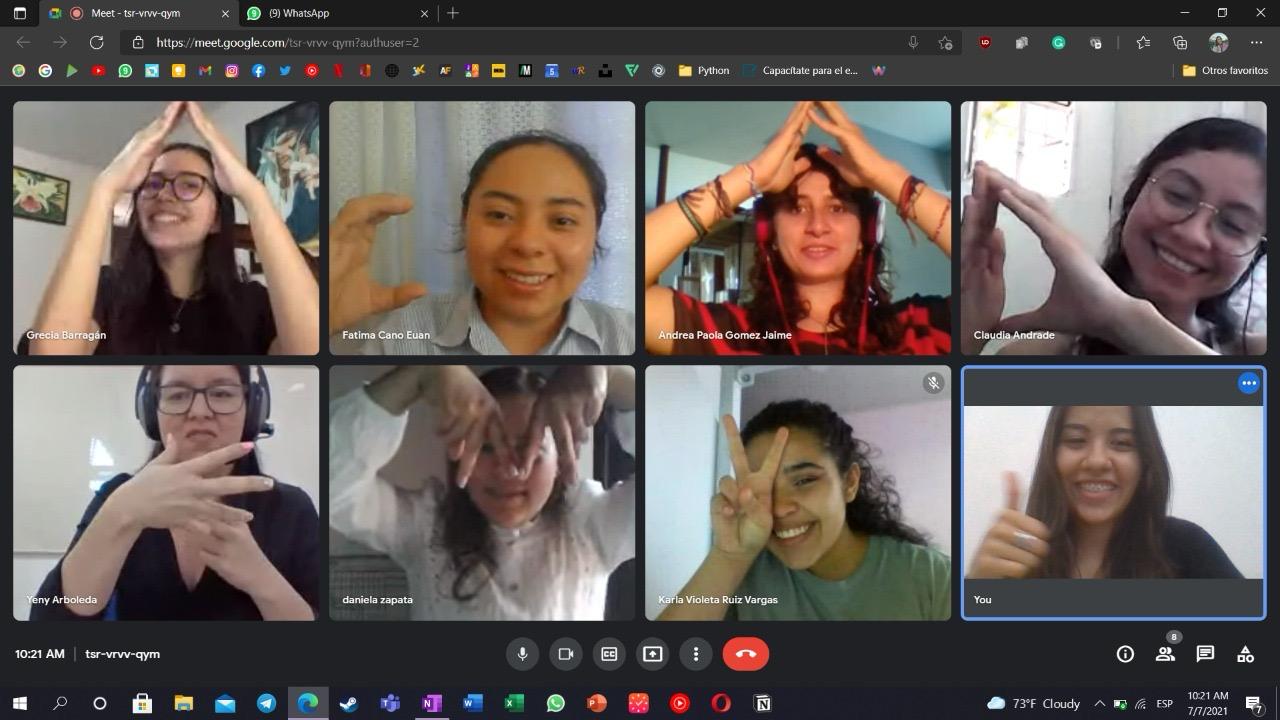 Meet - tsr-vrvv-qym
(9) WhatsApp
https://meet.google.com/tsr-vrvv-qym?authuser=2
Python
Capacítate para el e...
Otros favoritos
Grecia Barragán
Fatima Cano Euan
Andrea Paola Gomez Jaime
Claudia Andrade
Yeny Arboleda
daniela zapata
Karla Violeta Ruiz Vargas
You
10:21 AM | tsr-vrvv-qym
8
73°F Cloudy
ESP
10:21 AM
7/7/2021
7